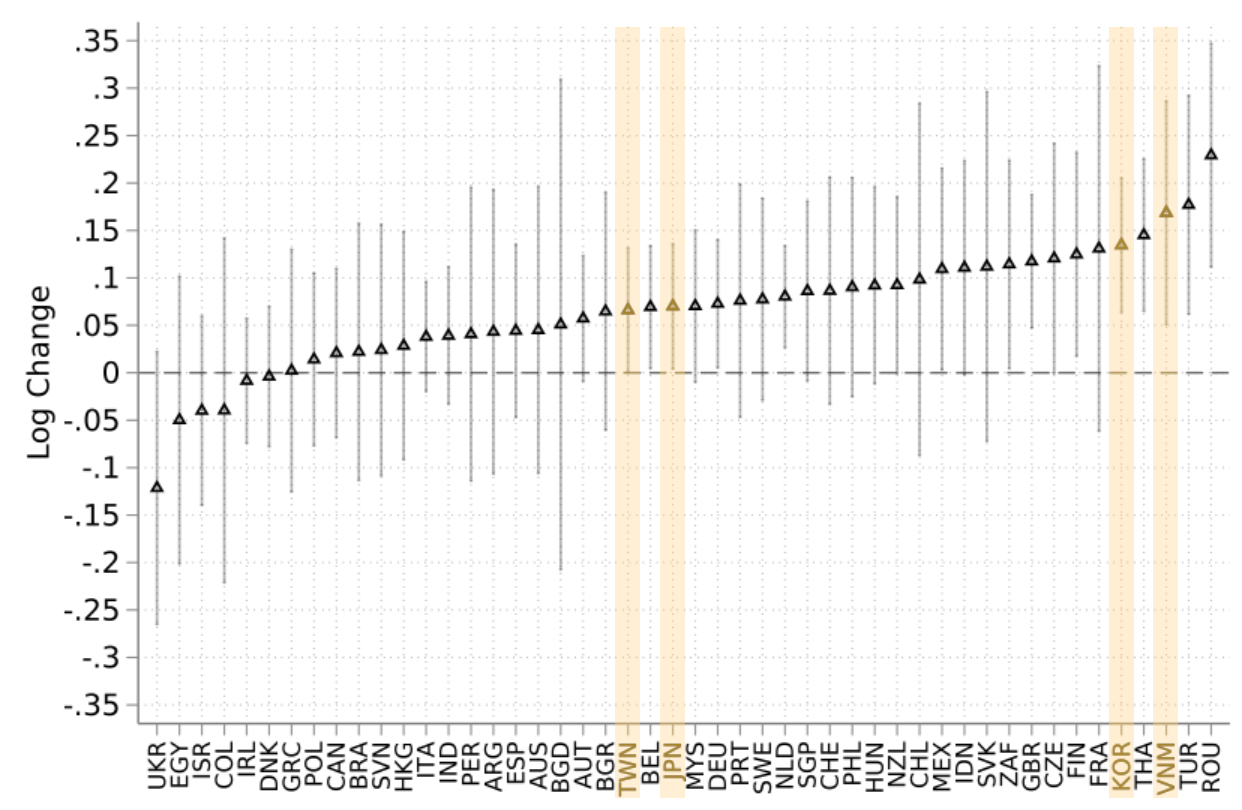 Log Change
.35
.3
.25
.2
.15
.1
.05
0
-.05
-.1
-.15
-.2
-.25
-.3
-.35
UKR
EGY
ISR
COL
IRL
DNK
GRC
POL
CAN
BRA
SVN
HKG
ITA
IND
PER
ARG
ESP
AUS
BGD
AUT
BGR
TWN
BEL
JPN
MYS
DEU
PRT
SWE
NLD
SGP
CHE
PHL
HUN
NZL
CHL
MEX
IDN
SVK
ZAF
GBR
CZE
FIN
FRA
KOR
THA
VNM
TUR
ROU